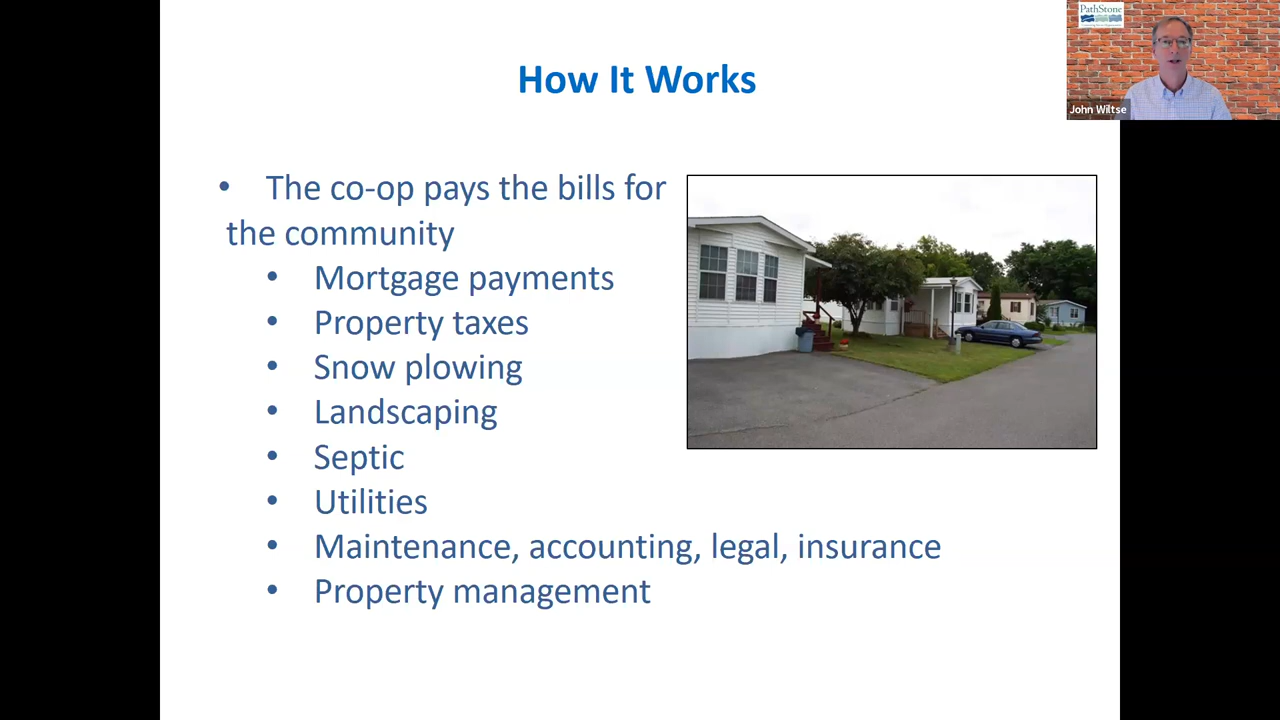 PathStone
John Wiltse
How It Works
• The co-op pays the bills for
the community
• Mortgage payments
• Property taxes
• Snow plowing
• Landscaping
• Septic
• Utilities
• Maintenance, accounting, legal, insurance
• Property management